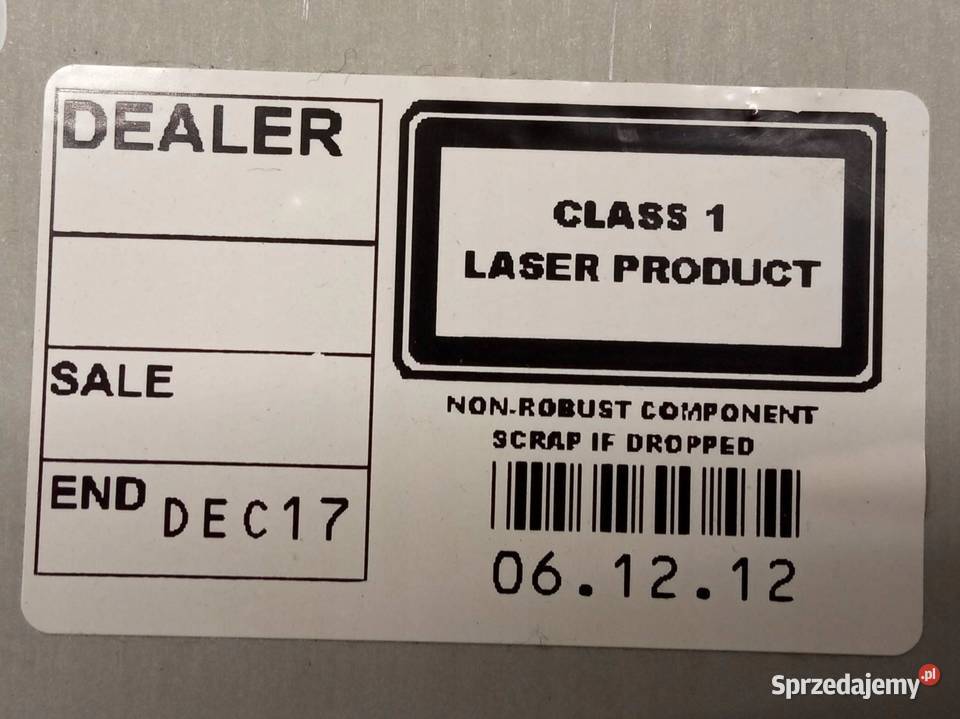 DEALER
SALE
END DEC17
CLASS 1
LASER PRODUCT
NON-ROBUST COMPONENT
SCRAP IF DROPPED
06.12.12
Sprzedajemy.pl